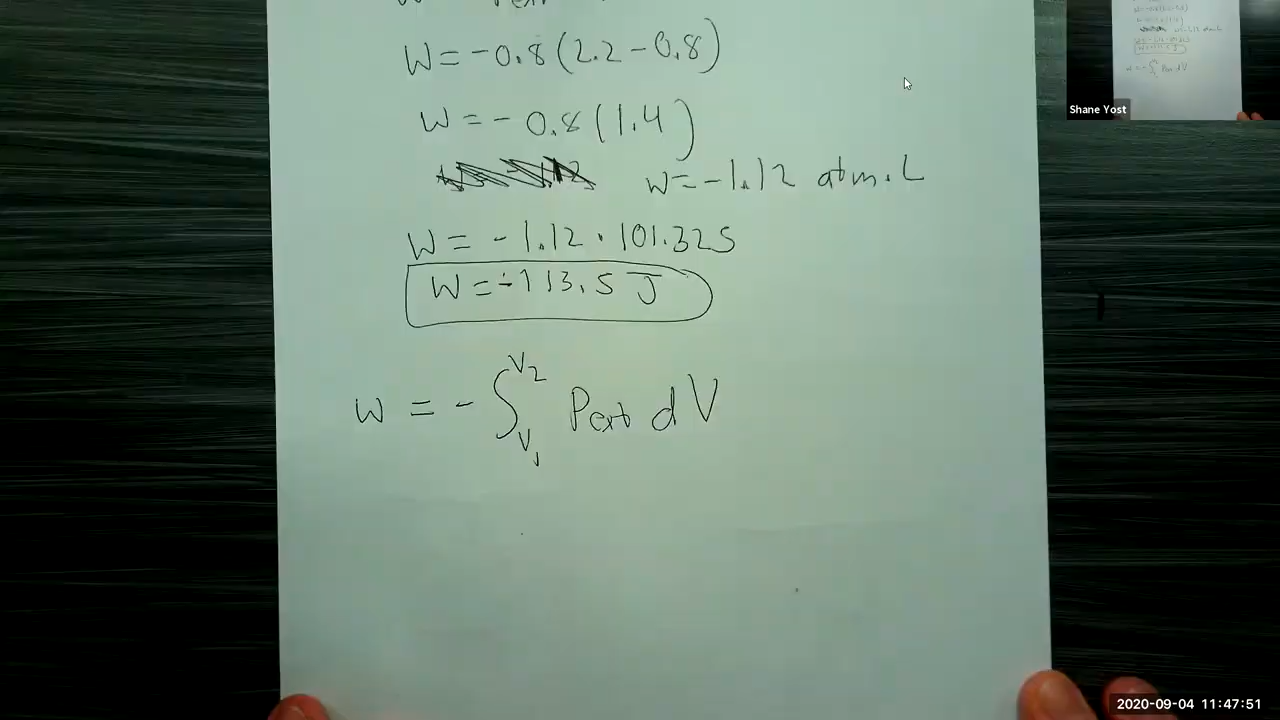 W = -0.8 (2.2 - 0.8)
W = - 0.8 (1.4)
W = -1.12 atm.L
W = - 1.12 · 101.325
W = -113.5 J
w = - ∫ V₁ V₂ Pext dV
Shane Yost
2020-09-04 11:47:51